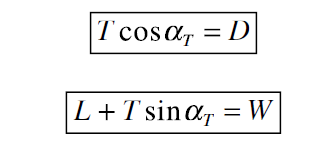 T cos α_T = D
L + T sin α_T = W